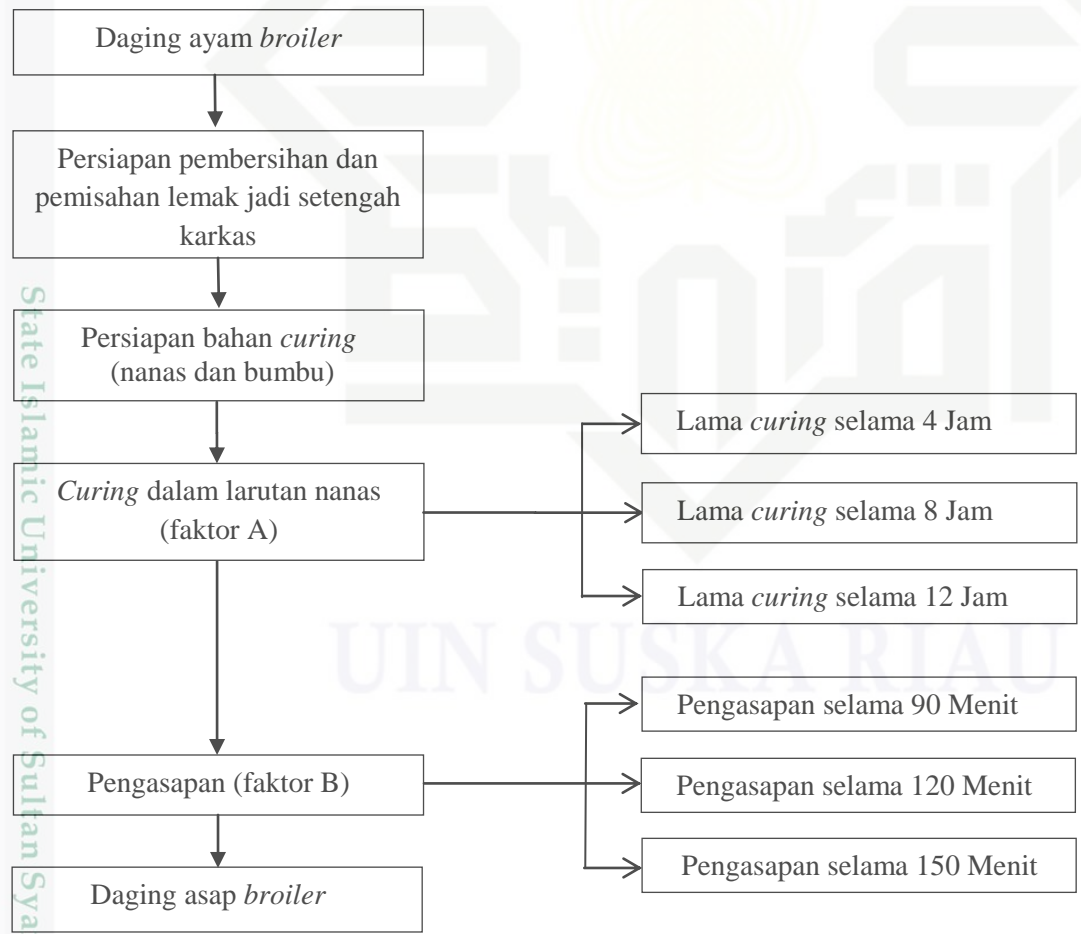 Daging ayam broiler
Persiapan pembersihan dan
pemisahan lemak jadi setengah
karkas
Persiapan bahan curing
(nanas dan bumbu)
Curing dalam larutan nanas
(faktor A)
Lama curing selama 4 Jam
Lama curing selama 8 Jam
Lama curing selama 12 Jam
Pengasapan (faktor B)
Pengasapan selama 90 Menit
Pengasapan selama 120 Menit
Pengasapan selama 150 Menit
Daging asap broiler
State Islamic University of Sultan Sya
UIN SUSKA RIAU